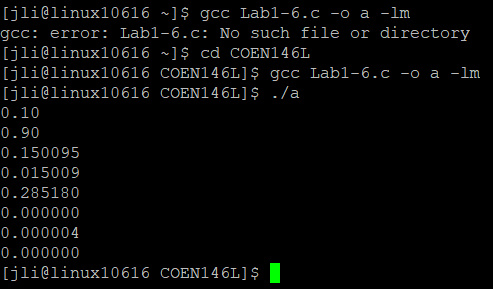 [jli@linux10616 ~]$ gcc Lab1-6.c -o a -lm
gcc: error: Lab1-6.c: No such file or directory
[jli@linux10616 ~]$ cd COEN146L
[jli@linux10616 COEN146L]$ gcc Lab1-6.c -o a -lm
[jli@linux10616 COEN146L]$ ./a
0.10
0.90
0.150095
0.015009
0.285180
0.000000
0.000004
0.000000
[jli@linux10616 COEN146L]$